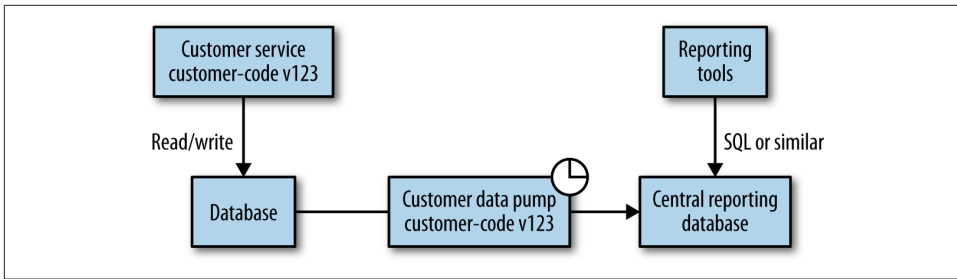 Customer service
customer-code v123
Reporting
tools
Read/write
SQL or similar
Database
Customer data pump
customer-code v123
Central reporting
database